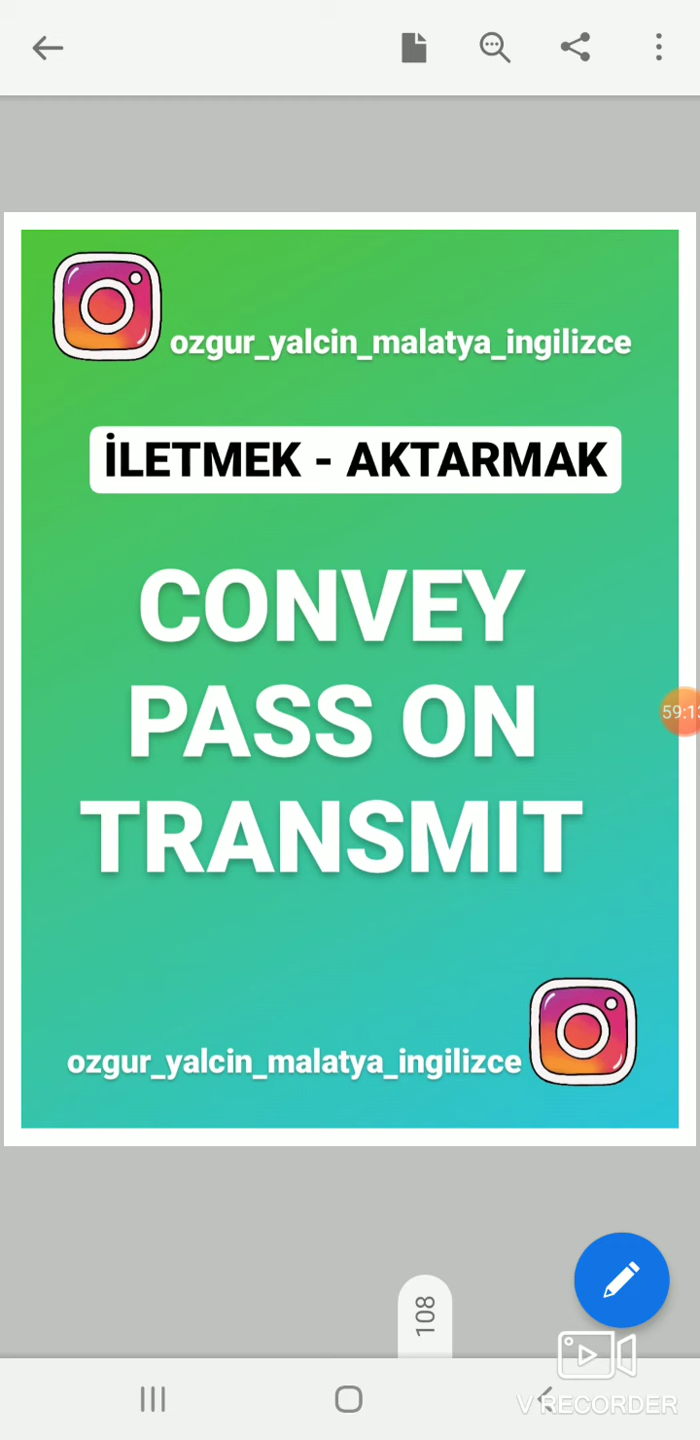 ozgur_yalcin_malatya_ingilizce
İLETMEK - AKTARMAK
CONVEY
PASS ON
TRANSMIT
ozgur_yalcin_malatya_ingilizce
108
V RECORDER